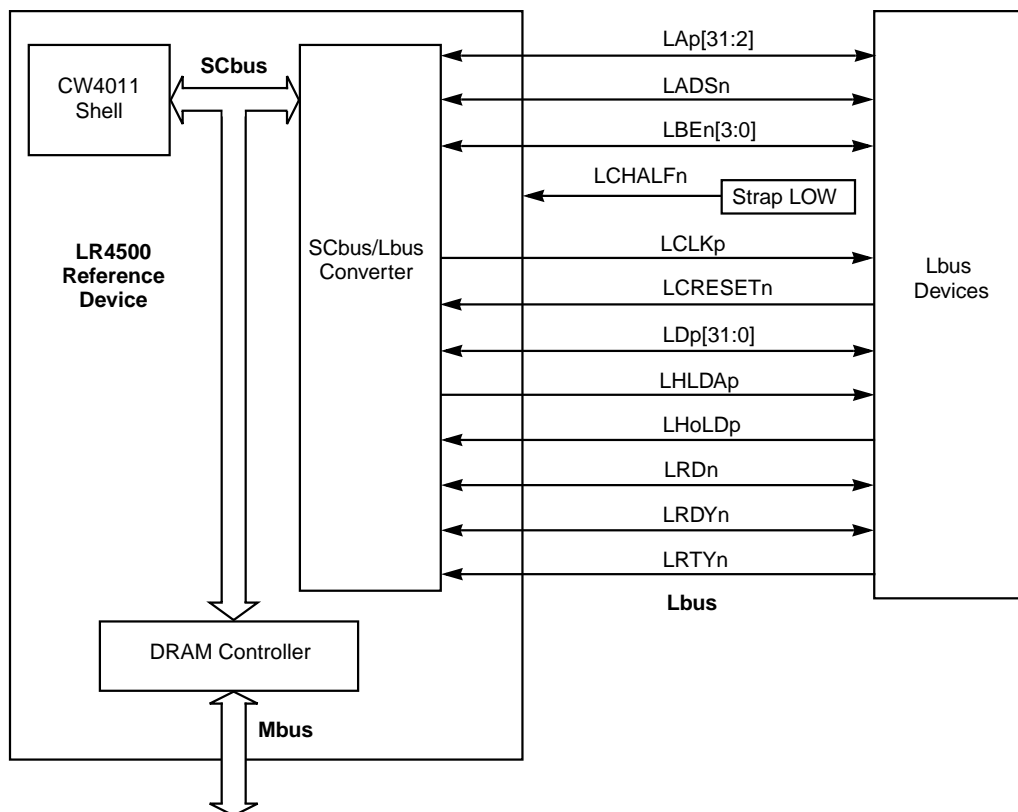 SCbus
CW4011
Shell
LR4500
Reference
Device
SCbus/Lbus
Converter
LAp[31:2]
LADSn
LBEn[3:0]
LCHALFn
Strap LOW
LCLKp
LCRESETn
LDp[31:0]
LHLDAp
LHoLDp
LRDn
LRDYn
LRTYn
Lbus
Lbus
Devices
DRAM Controller
Mbus